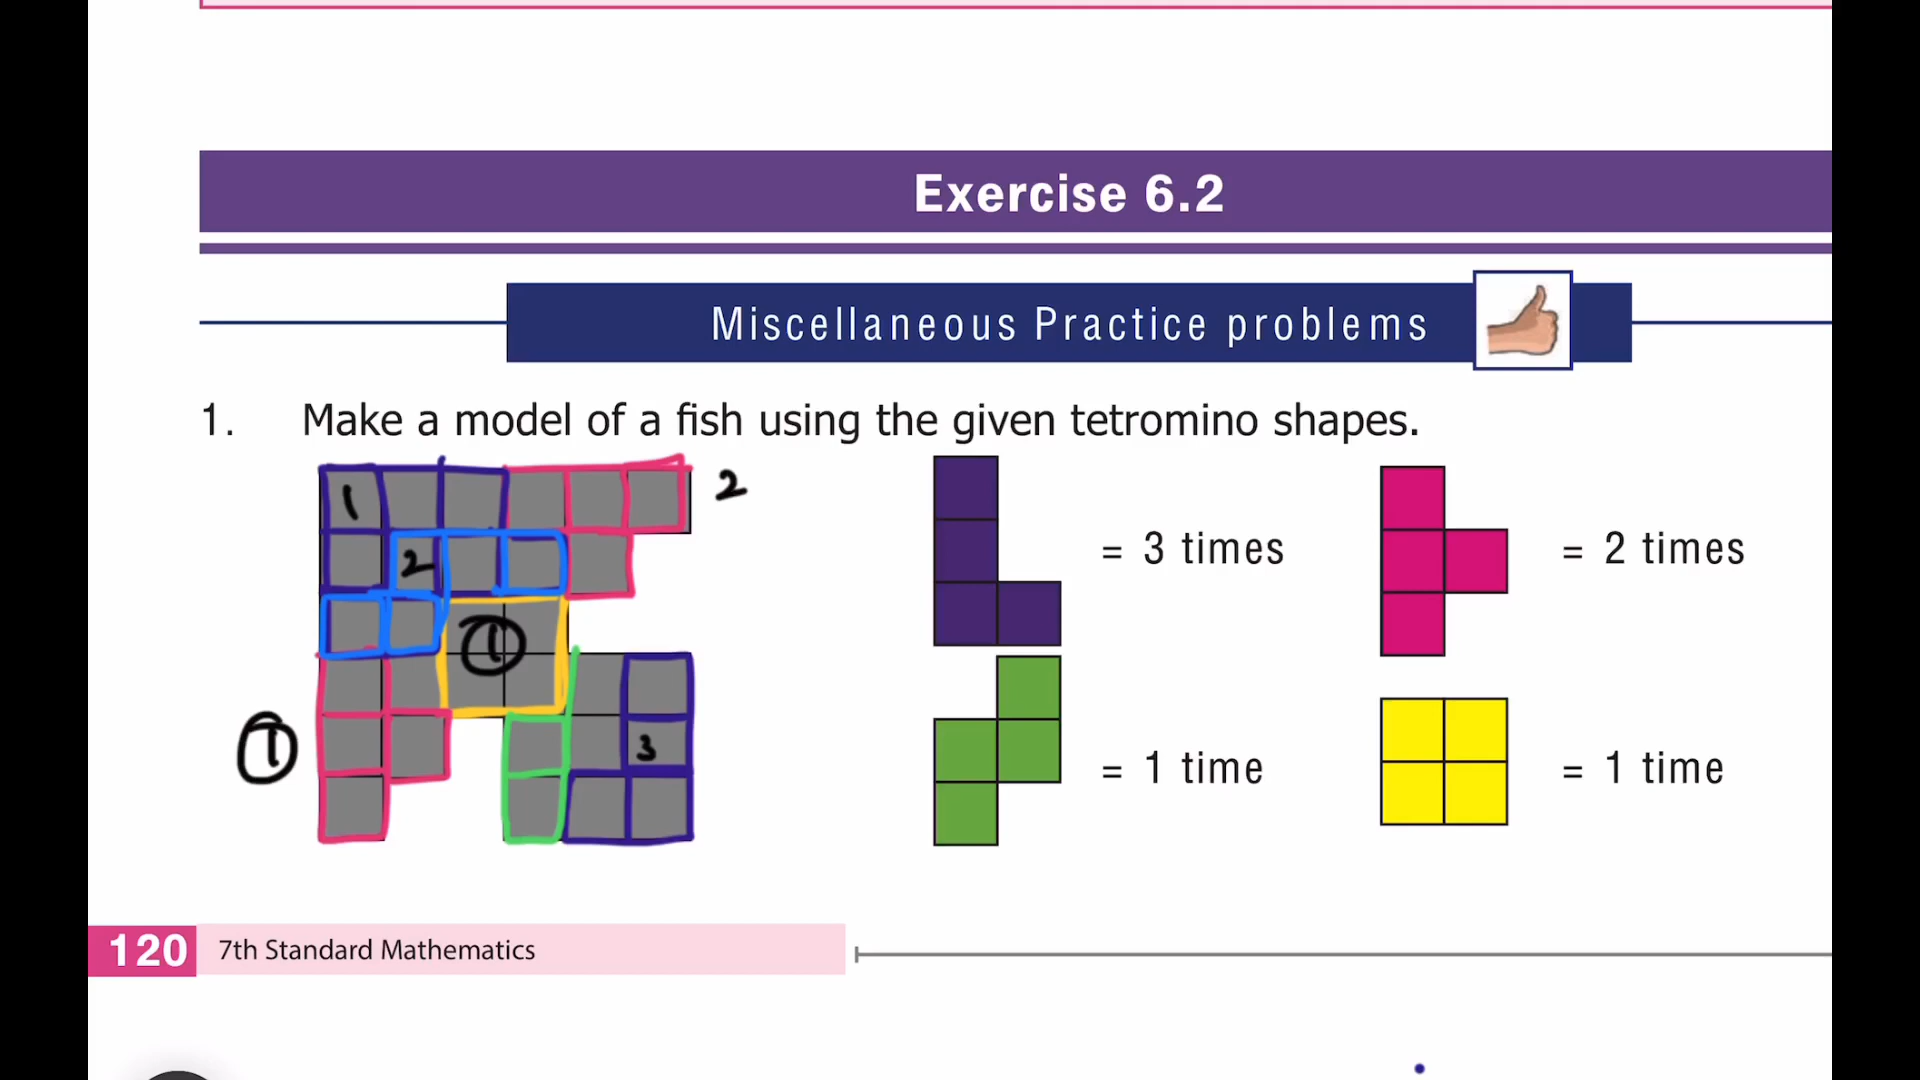 Exercise 6.2
Miscellaneous Practice problems
1. Make a model of a fish using the given tetromino shapes.
1
2
2
1
1
3
= 3 times
= 2 times
= 1 time
= 1 time
120 7th Standard Mathematics